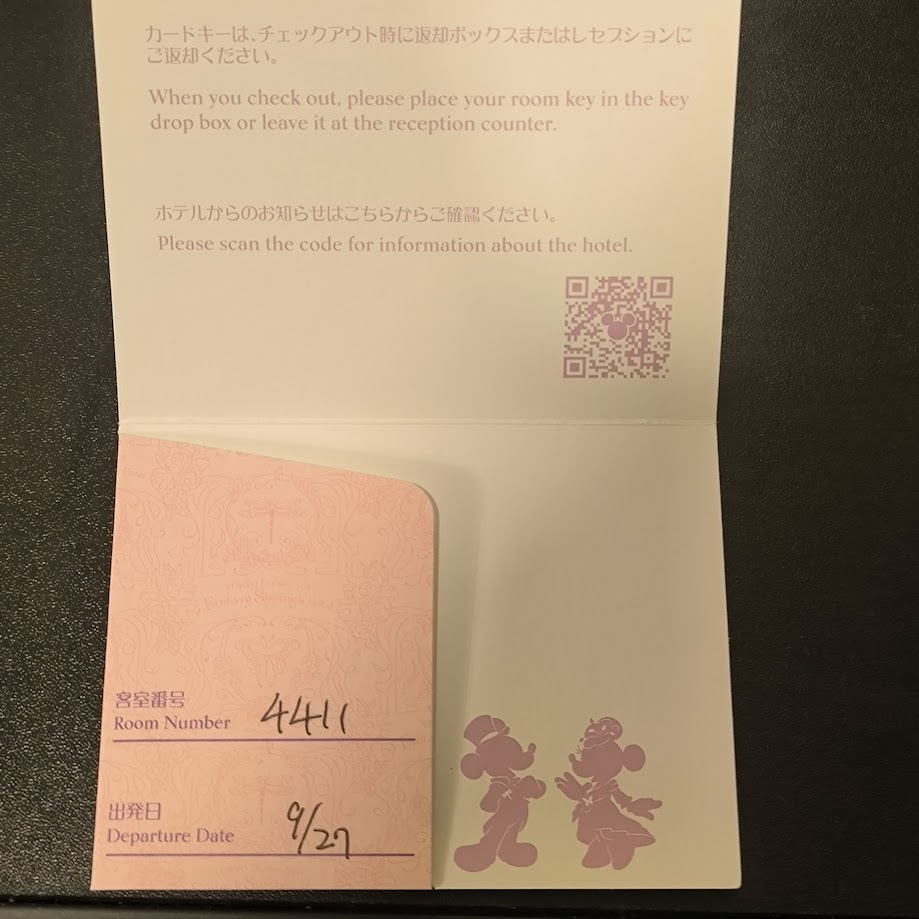 カードキーは、チェックアウト時に返却ボックスまたはレセプションに
ご返却ください。
When you check out, please place your room key in the key
drop box or leave it at the reception counter.
ホテルからのお知らせはこちらからご確認ください。
Please scan the code for information about the hotel.
TOKYO DisneySEA
Fantasy Springs Hotel
客室番号
Room Number 4411
出発日
Departure Date 9/27